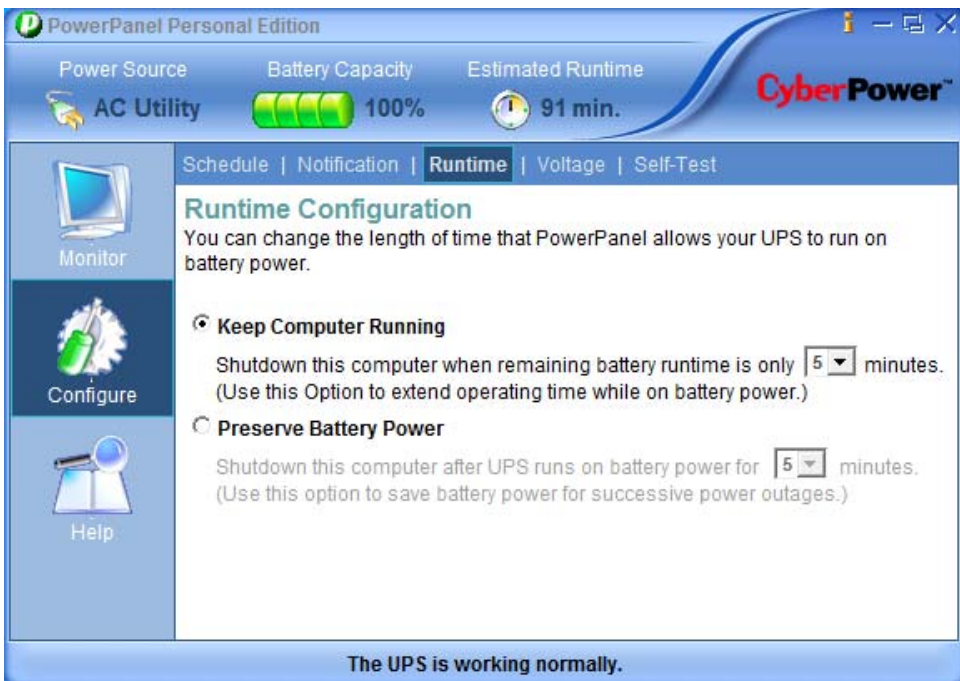 PowerPanel Personal Edition
Power Source
Battery Capacity
Estimated Runtime
AC Utility
100%
91 min.
CyberPower™
Monitor
Configure
Help
Schedule | Notification | Runtime | Voltage | Self-Test
Runtime Configuration
You can change the length of time that PowerPanel allows your UPS to run on
battery power.
Keep Computer Running
Shutdown this computer when remaining battery runtime is only 5 minutes.
(Use this Option to extend operating time while on battery power.)
Preserve Battery Power
Shutdown this computer after UPS runs on battery power for 5 minutes.
(Use this option to save battery power for successive power outages.)
The UPS is working normally.